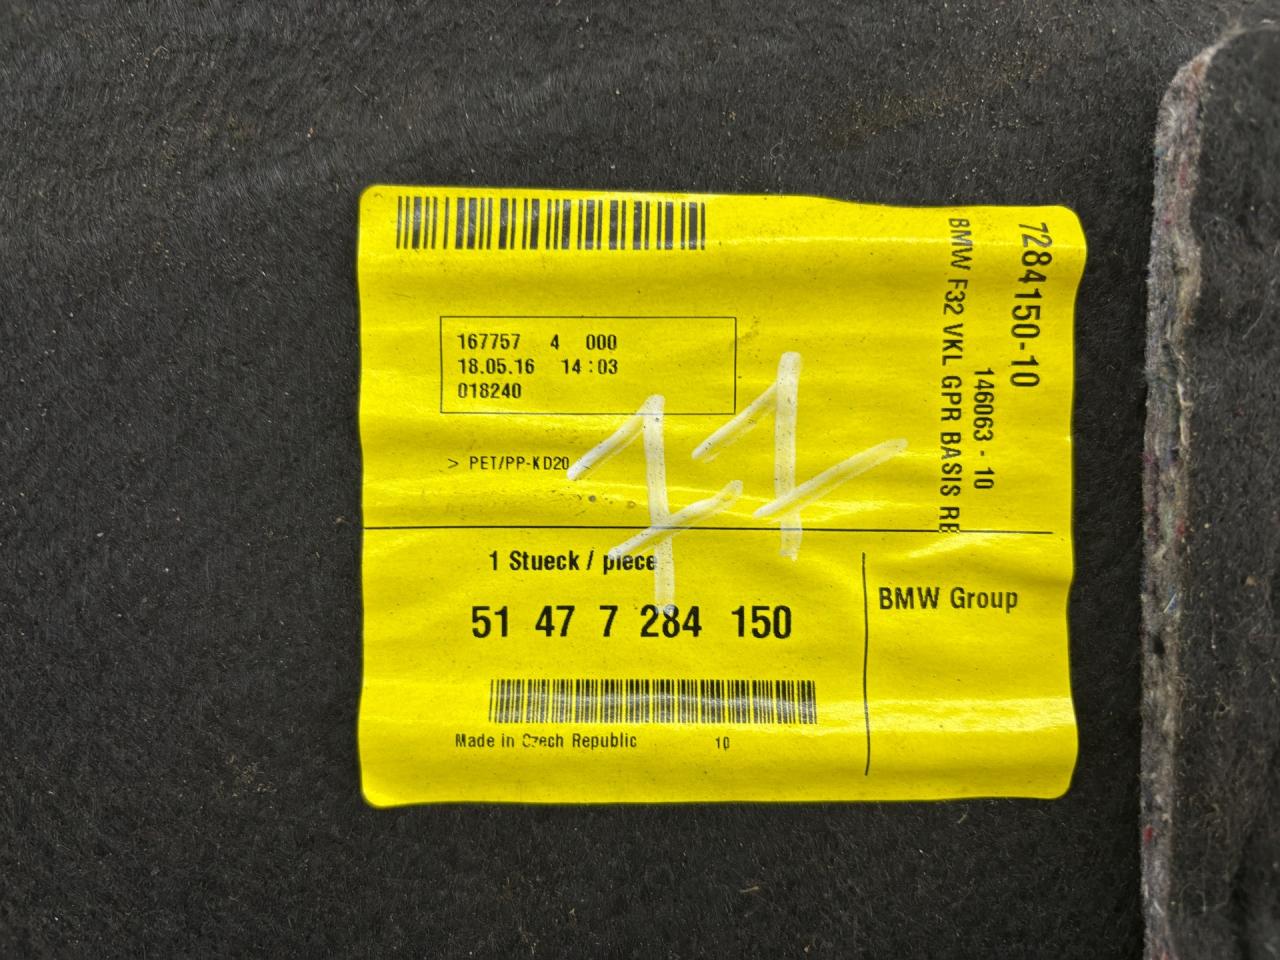 167757 4 000
18.05.16 14:03
018240
> PET/PP-KD20
7284150-10
146063 - 10
BMW F32 VKL GPR BASIS RE
77
1 Stueck / piece
51 47 7 284 150
BMW Group
Made in Czech Republic 10